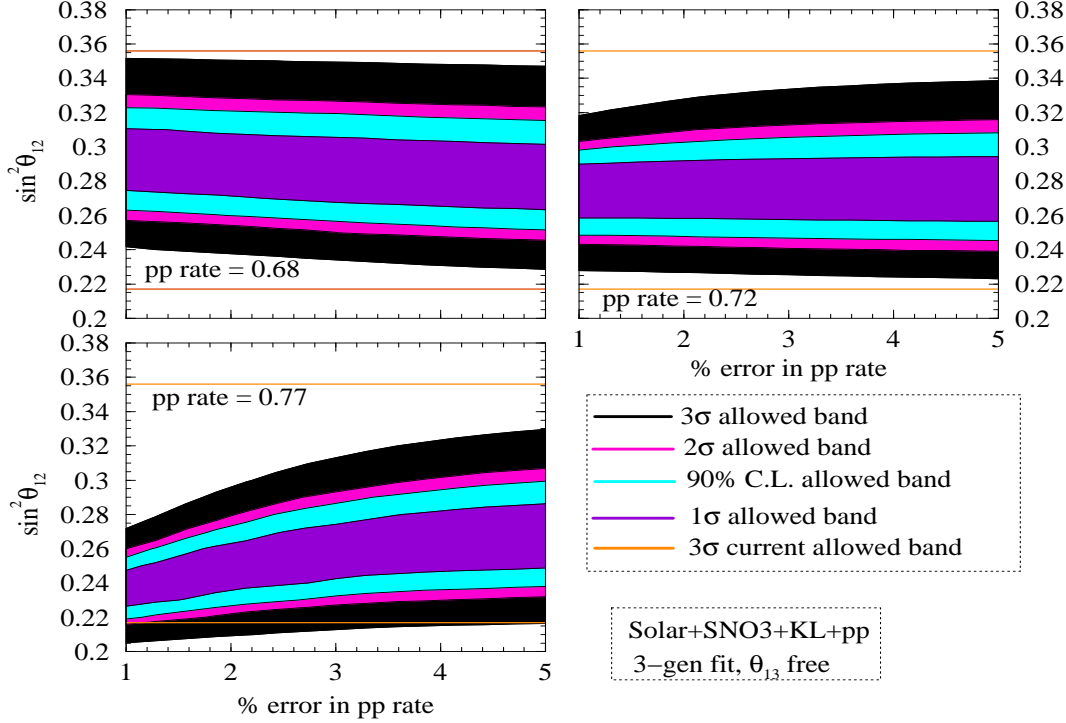 0.38
0.36
0.34
0.32
0.3
0.28
0.26
0.24
0.22
0.2
sin²θ₁₂
pp rate = 0.68
0.38
0.36
0.34
0.32
0.3
0.28
0.26
0.24
0.22
0.2
sin²θ₁₂
pp rate = 0.72
1 2 3 4 5
% error in pp rate
0.38
0.36
0.34
0.32
0.3
0.28
0.26
0.24
0.22
0.2
sin²θ₁₂
pp rate = 0.77
1 2 3 4 5
% error in pp rate
3σ allowed band
2σ allowed band
90% C.L. allowed band
1σ allowed band
3σ current allowed band
Solar+SNO3+KL+pp
3−gen fit, θ₁₃ free